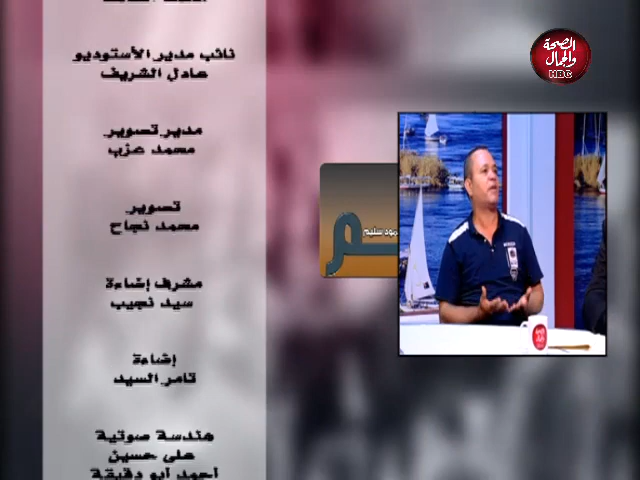 نائب مدير الأستوديو
عادل الشريف
مدير تصوير
محمد عزب
تصوير
محمد نجاح
مشرف إضاءة
سيد نجيب
إضاءة
تامر السيد
هندسة صوتية
على حسين
أحمد أبو دقيقة
الصحة
والجمال
HBC
سليم